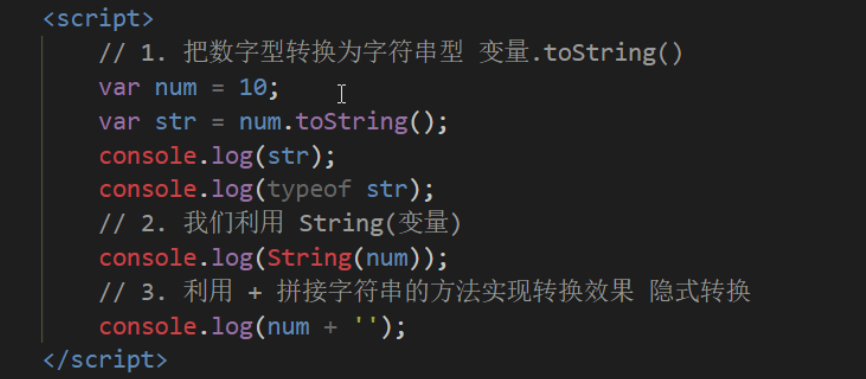 <script>
// 1. 把数字型转换为字符串型 变量.toString()
var num = 10;
var str = num.toString();
console.log(str);
console.log(typeof str);
// 2. 我们利用 String(变量)
console.log(String(num));
// 3. 利用 + 拼接字符串的方法实现转换效果 隐式转换
console.log(num + '');
</script>